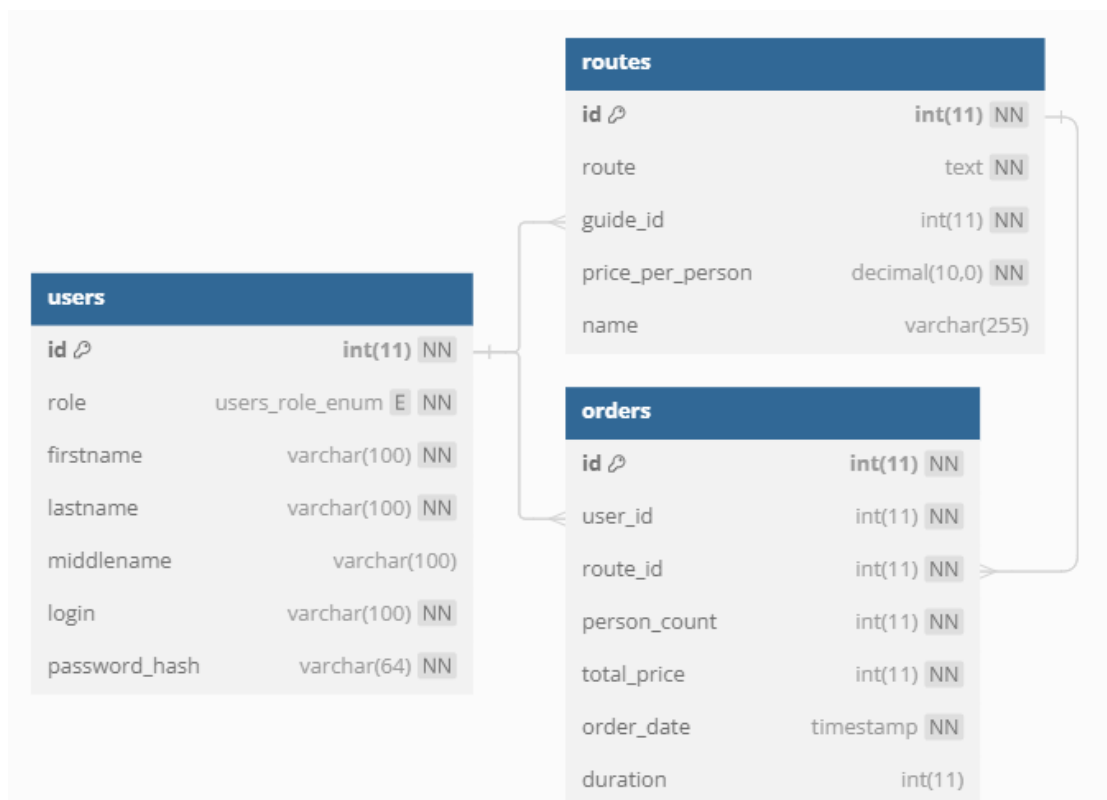 routes
id int(11) NN
route text NN
guide_id int(11) NN
price_per_person decimal(10,0) NN
name varchar(255)
users
id int(11) NN
role users_role_enum E NN
firstname varchar(100) NN
lastname varchar(100) NN
middlename varchar(100)
login varchar(100) NN
password_hash varchar(64) NN
orders
id int(11) NN
user_id int(11) NN
route_id int(11) NN
person_count int(11) NN
total_price int(11) NN
order_date timestamp NN
duration int(11)